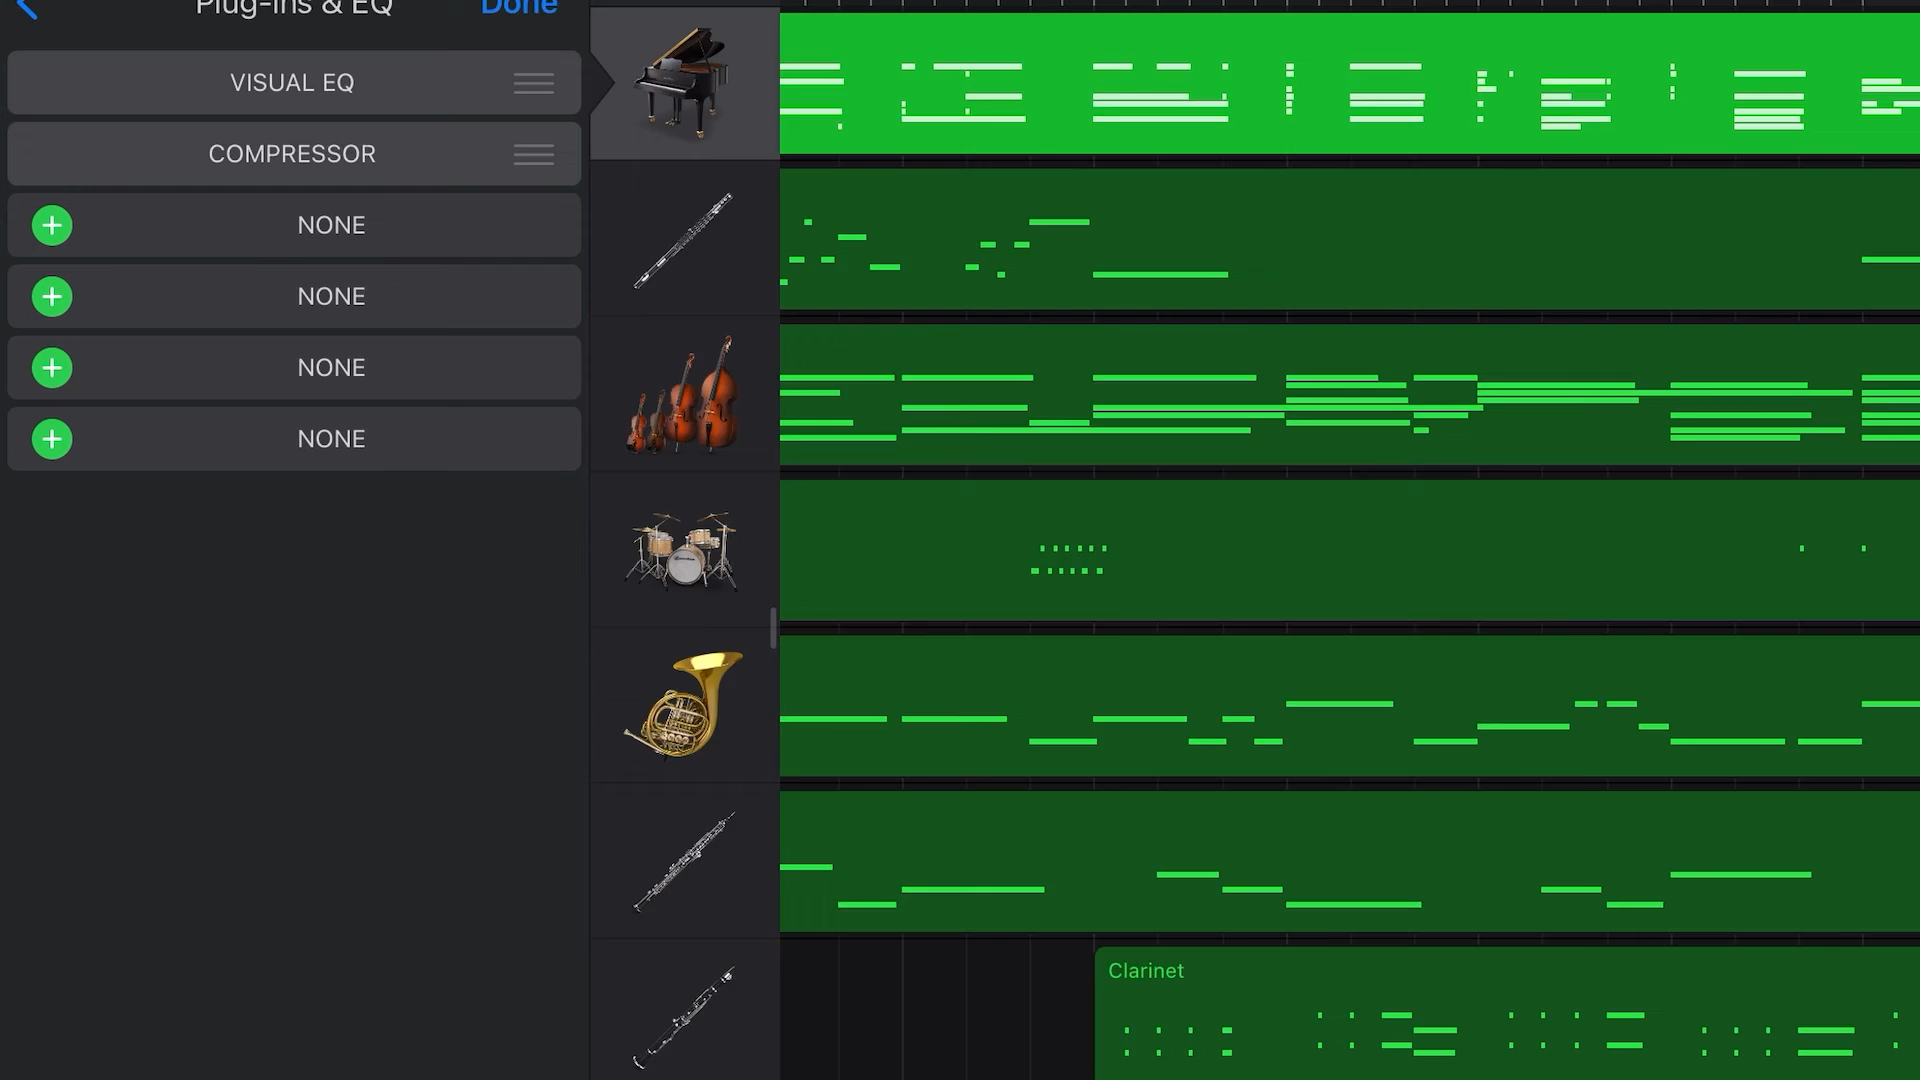 Plug-ins & EQ
Done
VISUAL EQ
COMPRESSOR
NONE
NONE
NONE
NONE
Clarinet